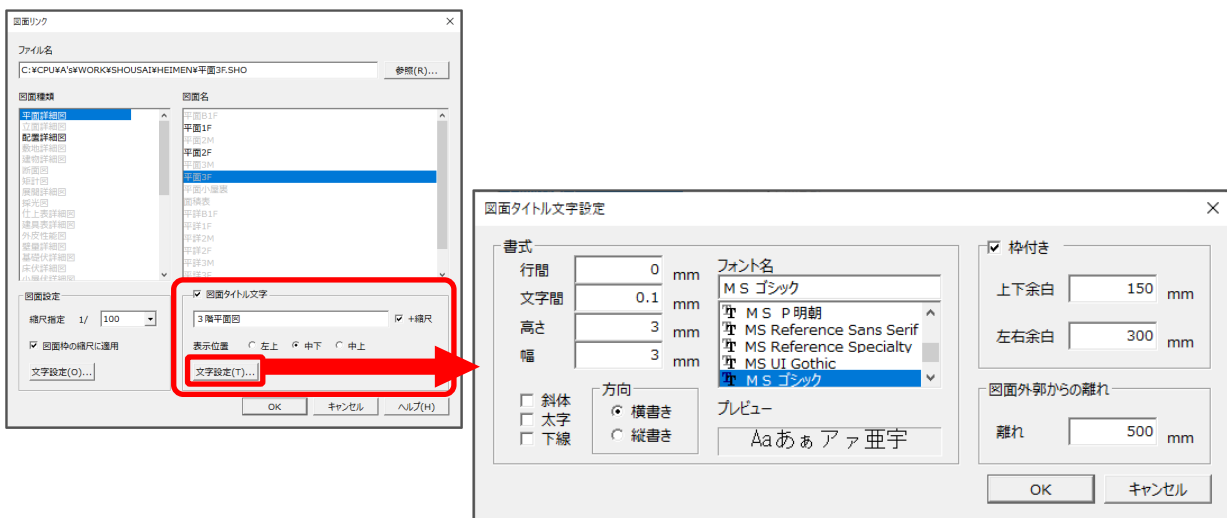 図面リンク
ファイル名
C:¥CPU¥A's¥WORK¥SHOUSAI¥HEIMEN¥平面3F.SHO
参照(R)...
図面種類
平面詳細図
立面詳細図
配置詳細図
敷地詳細図
建物詳細図
断面図
矩計図
展開詳細図
採光図
仕上表詳細図
建具表詳細図
外皮性能図
壁量詳細図
基礎伏詳細図
床伏詳細図
小屋伏詳細図
図面名
平面B1F
平面1F
平面2M
平面2F
平面3M
平面3F
平面小屋裏
面積表
平詳B1F
平詳1F
平詳2M
平詳2F
平詳3M
平詳3F
図面設定
縮尺指定 1/ 100
図面枠の縮尺に適用
文字設定(O)...
図面タイトル文字
3階平面図
+縮尺
表示位置 左上 中下 中上
文字設定(T)...
OK キャンセル ヘルプ(H)
図面タイトル文字設定
書式
行間 0 mm
文字間 0.1 mm
高さ 3 mm
幅 3 mm
斜体
太字
下線
方向
横書き
縦書き
フォント名
ＭＳ ゴシック
ＭＳ Ｐ明朝
MS Reference Sans Serif
MS Reference Specialty
MS UI Gothic
ＭＳ ゴシック
プレビュー
Aaあぁアァ亜宇
枠付き
上下余白 150 mm
左右余白 300 mm
図面外郭からの離れ
離れ 500 mm
OK キャンセル